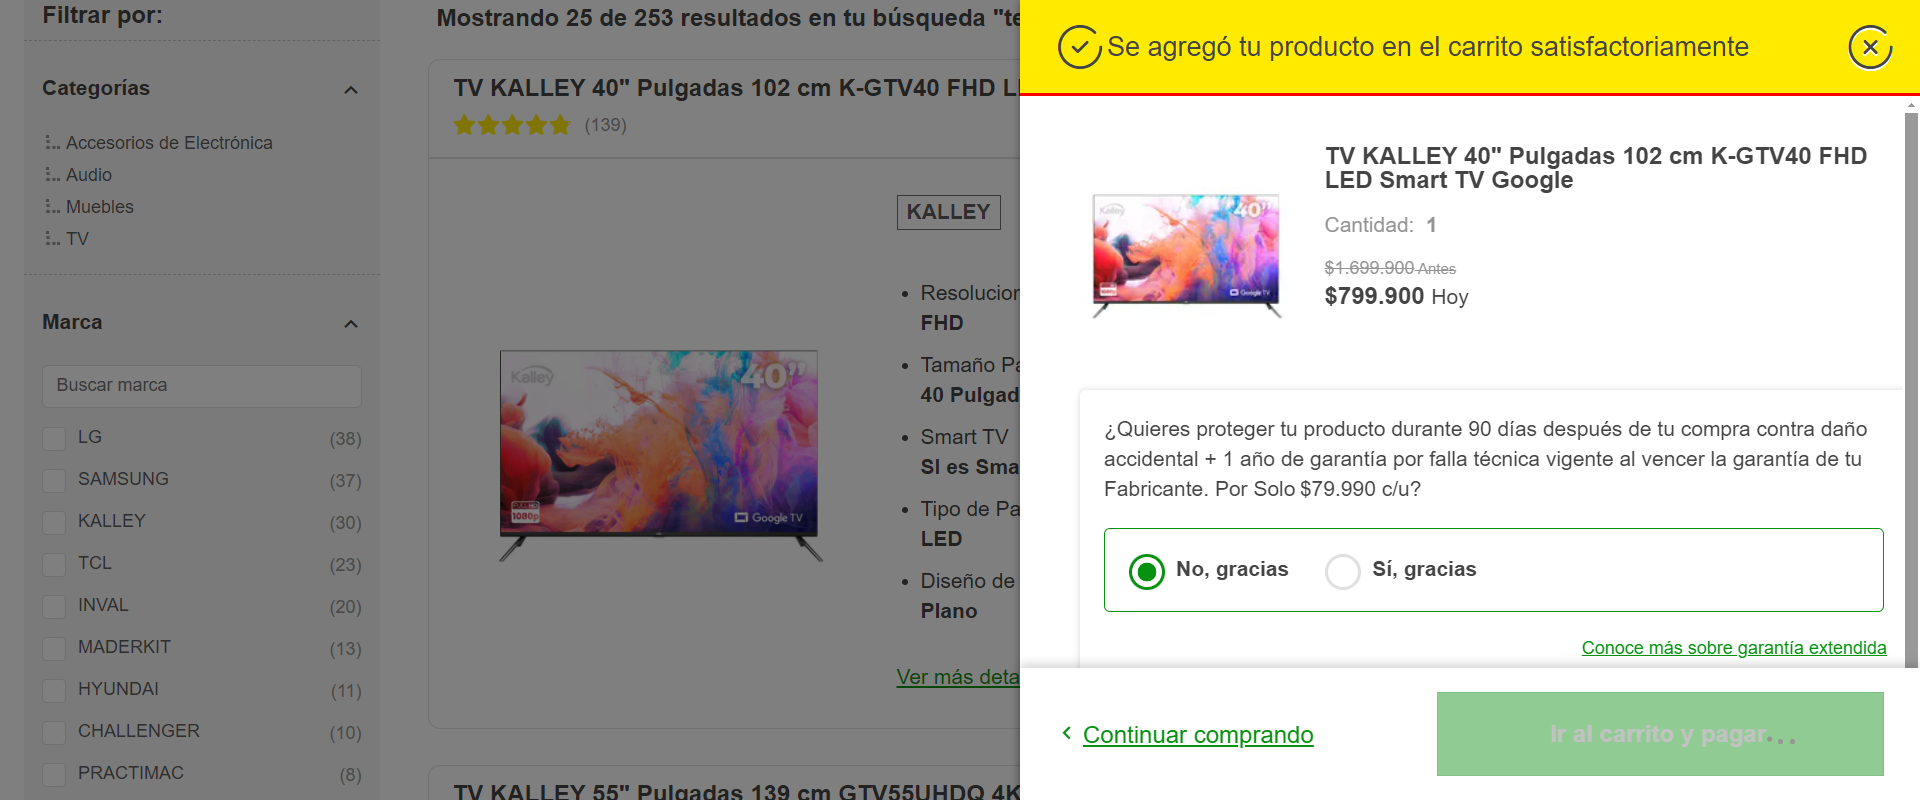 Filtrar por:
Categorías
Accesorios de Electrónica
Audio
Muebles
TV
Marca
Buscar marca
LG (38)
SAMSUNG (37)
KALLEY (30)
TCL (23)
INVAL (20)
MADERKIT (13)
HYUNDAI (11)
CHALLENGER (10)
PRACTIMAC (8)
Mostrando 25 de 253 resultados en tu búsqueda "te
TV KALLEY 40" Pulgadas 102 cm K-GTV40 FHD L
(139)
KALLEY
Kalley
40”
FULL HD
1080p
Google TV
Resolucion
FHD
Tamaño Pa
40 Pulgad
Smart TV
SI es Sma
Tipo de Pa
LED
Diseño de
Plano
Ver más deta
TV KALLEY 55" Pulgadas 139 cm GTV55UHDQ 4K
Se agregó tu producto en el carrito satisfactoriamente
TV KALLEY 40" Pulgadas 102 cm K-GTV40 FHD
LED Smart TV Google
Kalley
40”
1080p
Google TV
Cantidad: 1
$1.699.900 Antes
$799.900 Hoy
¿Quieres proteger tu producto durante 90 días después de tu compra contra daño
accidental + 1 año de garantía por falla técnica vigente al vencer la garantía de tu
Fabricante. Por Solo $79.990 c/u?
No, gracias
Sí, gracias
Conoce más sobre garantía extendida
Continuar comprando
Ir al carrito y pagar...